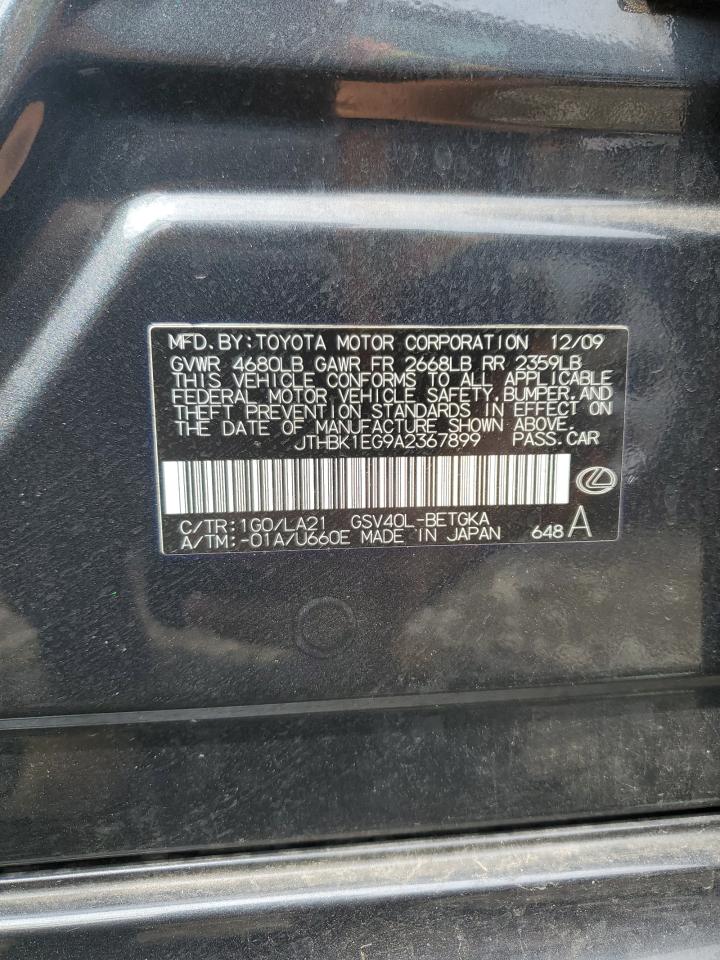 MFD.BY:TOYOTA MOTOR CORPORATION 12/09
GVWR 4680LB GAWR FR 2668LB RR 2359LB
THIS VEHICLE CONFORMS TO ALL APPLICABLE
FEDERAL MOTOR VEHICLE SAFETY,BUMPER,AND
THEFT PREVENTION STANDARDS IN EFFECT ON
THE DATE OF MANUFACTURE SHOWN ABOVE.
JTHBK1EG9A2367899 PASS.CAR
C/TR:1G0/LA21 GSV40L-BETGKA
A/TM:-01A/U660E MADE IN JAPAN 648 A